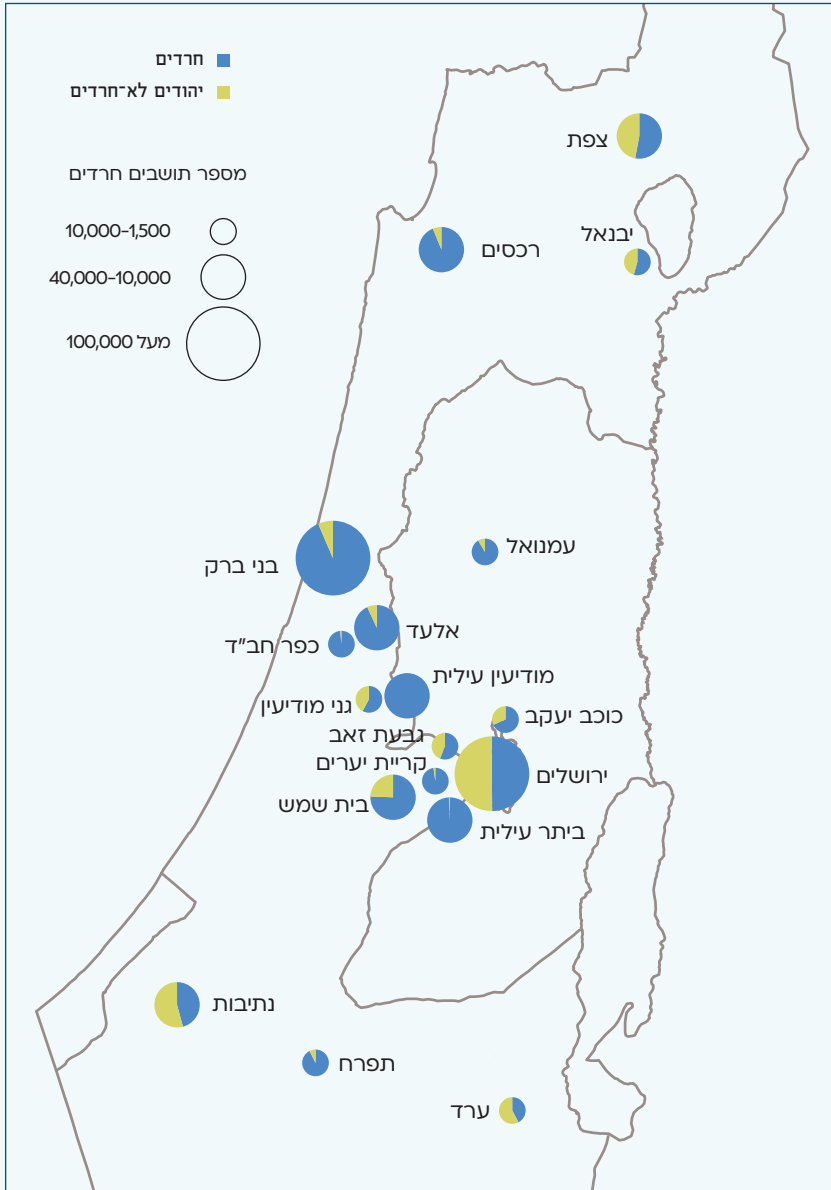 חרדים
יהודים לא־חרדים
מספר תושבים חרדים
10,000-1,500
40,000-10,000
מעל 100,000
צפת
יבנאל
רכסים
עמנואל
בני ברק
אלעד
כפר חב"ד
מודיעין עילית
גני מודיעין
כוכב יעקב
גבעת זאב
קריית יערים
ירושלים
בית שמש
ביתר עילית
נתיבות
תפרח
ערד